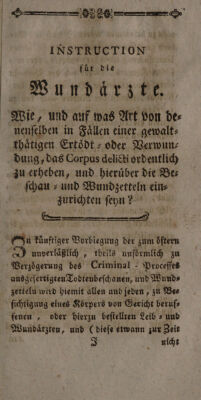 INSTRUCTION
für die
Wundärzte.
Wie, und auf was Art von de-
nenselben in Fällen einer gewalt-
thätigen Ertödt- oder Verwun-
dung, das Corpus delicti ordentlich
zu erheben, und hierüber die Be-
schau- und Wundzetteln ein-
zurichten seyn?
Zu künftiger Vorbiegung der zum öftern
unverläßlich, theils unförmlich zu
Verzögerung des Criminal-Processes
ausgefertigten Todtenbeschauen, und Wund-
zetteln wird hiemit allen und jeden, zu Be-
sichtigung eines Körpers von Gericht beruf-
fenen, oder hierzu bestellten Leib- und
Wundärzten, und (diese etwann zur Zeit
I nicht